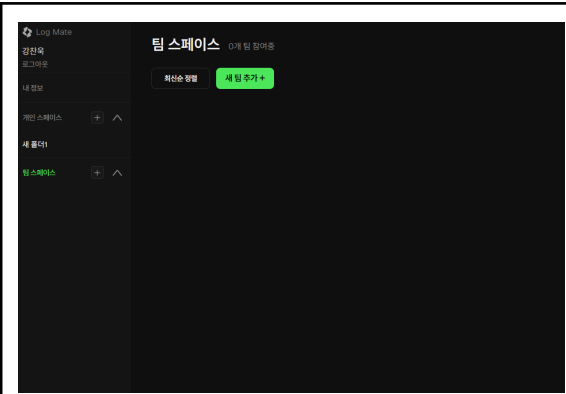 Log Mate
강찬욱
로그아웃
내 정보
개인 스페이스 +
새 폴더1
팀 스페이스 +
팀 스페이스 0개 팀 참여중
최신순 정렬 새 팀 추가 +